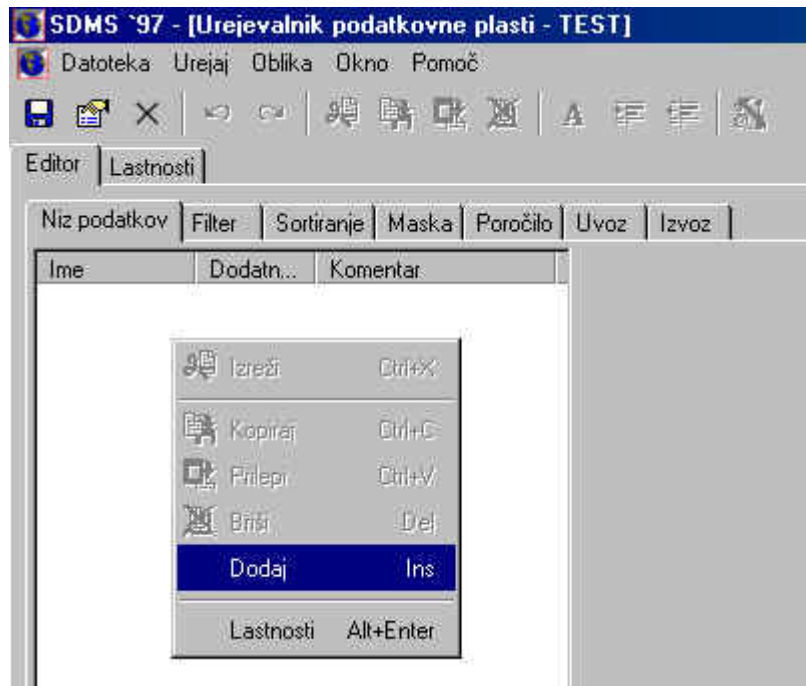 SDMS `97 - [Urejevalnik podatkovne plasti - TEST]
Datoteka Urejaj Oblika Okno Pomoč
A
Editor Lastnosti
Niz podatkov Filter Sortiranje Maska Poročilo Uvoz Izvoz
Ime Dodatn... Komentar
Izreži Ctrl+X
Kopiraj Ctrl+C
Prilepi Ctrl+V
Briši Del
Dodaj Ins
Lastnosti Alt+Enter